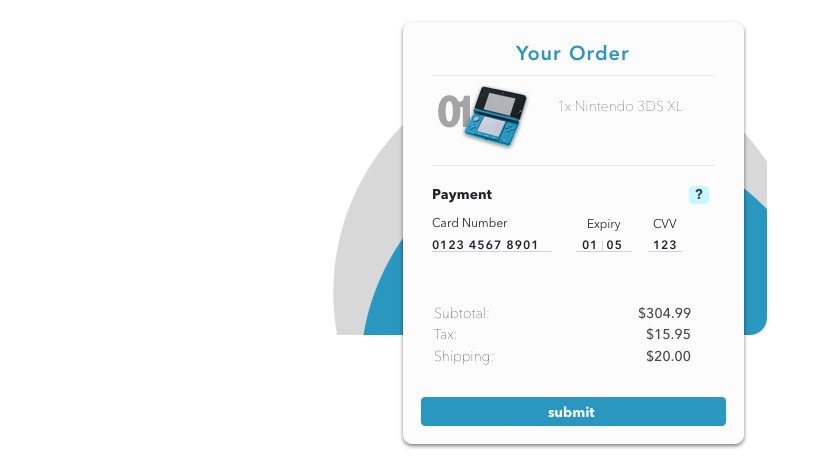 Your Order
01
1x Nintendo 3DS XL
Payment ?
Card Number Expiry CVV
0123 4567 8901 01 | 05 123
Subtotal: $304.99
Tax: $15.95
Shipping: $20.00
submit